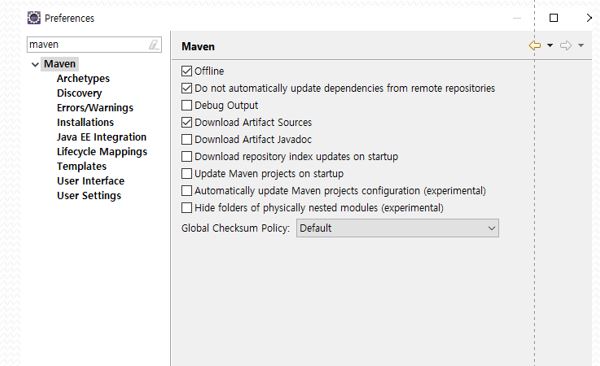 Preferences
maven
Maven
Archetypes
Discovery
Errors/Warnings
Installations
Java EE Integration
Lifecycle Mappings
Templates
User Interface
User Settings
Maven
Offline
Do not automatically update dependencies from remote repositories
Debug Output
Download Artifact Sources
Download Artifact Javadoc
Download repository index updates on startup
Update Maven projects on startup
Automatically update Maven projects configuration (experimental)
Hide folders of physically nested modules (experimental)
Global Checksum Policy: Default